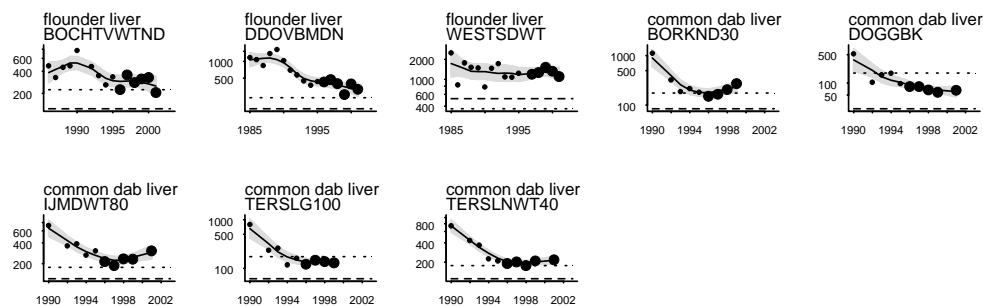 flounder liver
BOCHTVWTND
600
400
200
1990 1995 2000
flounder liver
DDOVBMDN
1000
500
1985 1995
flounder liver
WESTSDWT
2000
1000
600
400
1985 1995
common dab liver
BORKND30
1000
500
100
1990 1994 1998 2002
common dab liver
DOGGBK
500
100
50
1990 1994 1998 2002
common dab liver
IJMDWT80
600
400
200
1990 1994 1998 2002
common dab liver
TERSLG100
1000
500
100
1990 1994 1998 2002
common dab liver
TERSLNWT40
800
400
200
1990 1994 1998 2002